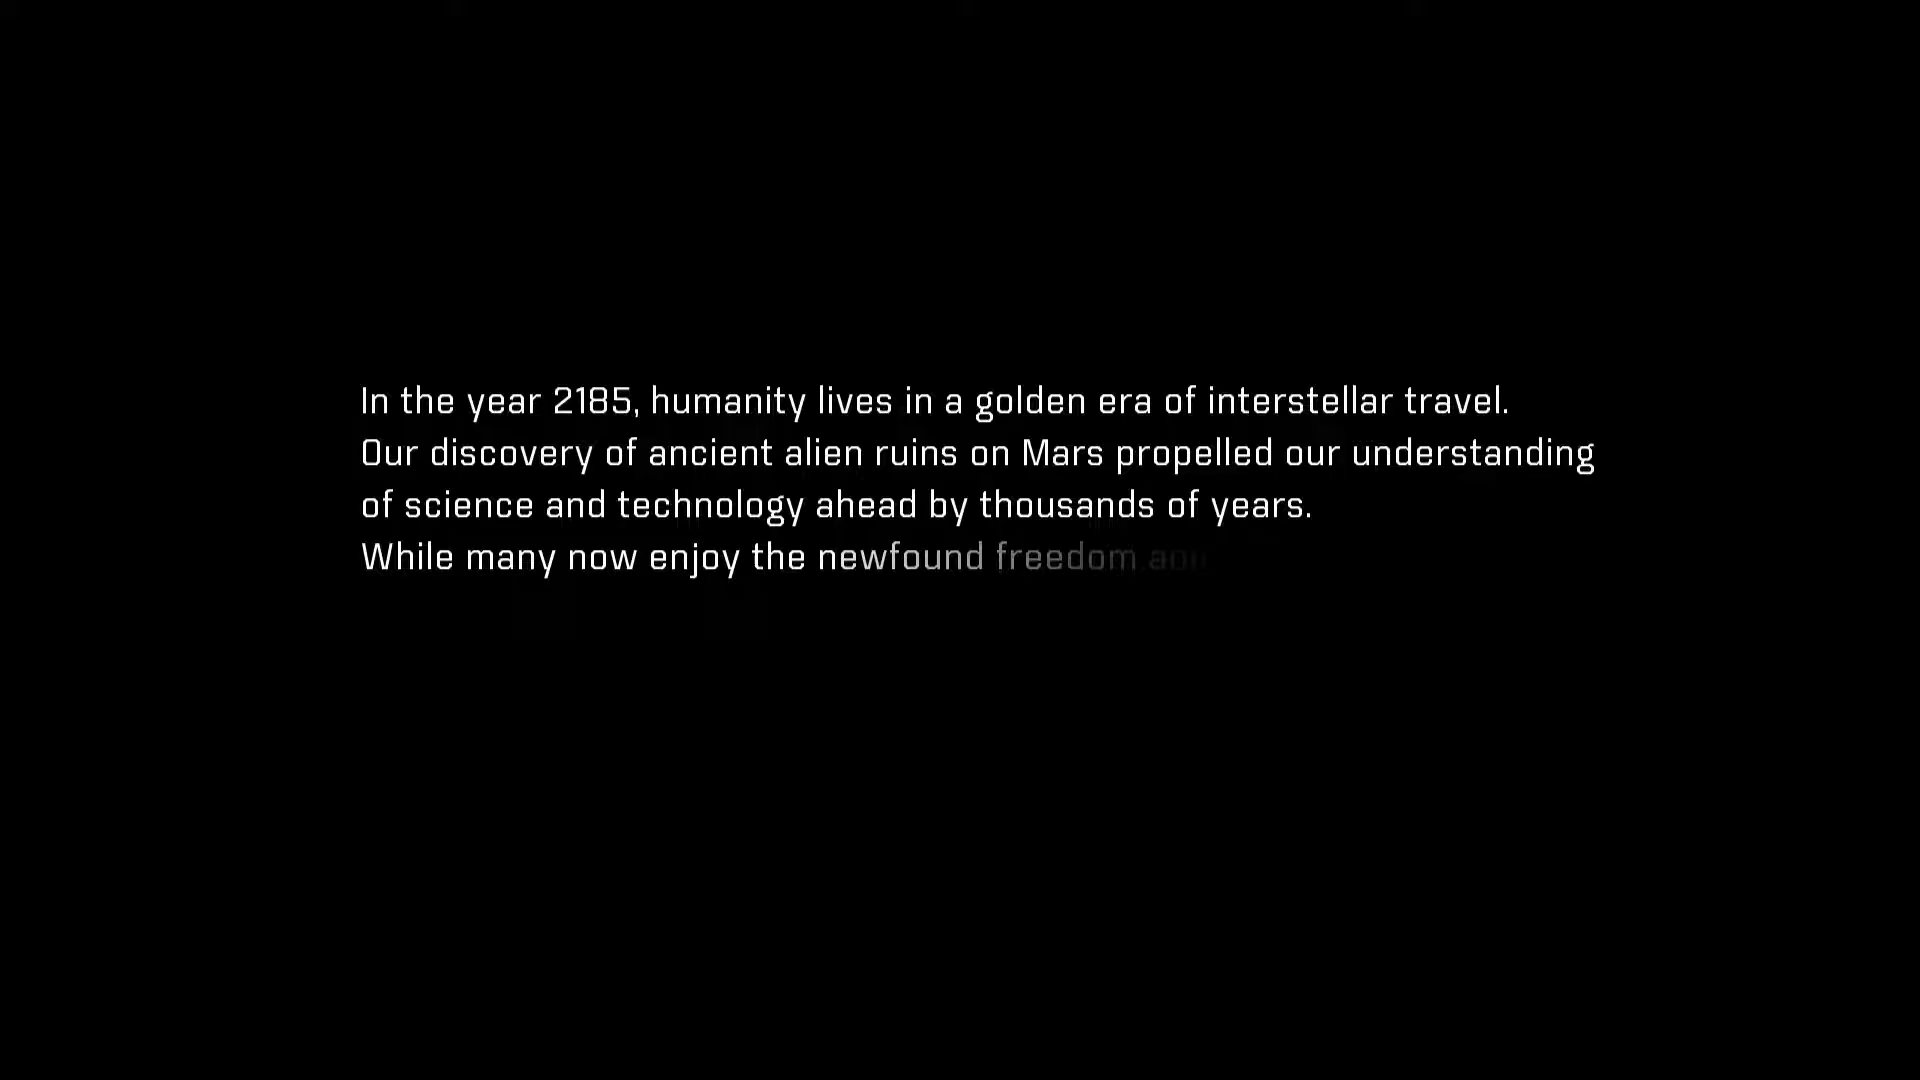 In the year 2185, humanity lives in a golden era of interstellar travel.
Our discovery of ancient alien ruins on Mars propelled our understanding
of science and technology ahead by thousands of years.
While many now enjoy the newfound freedom